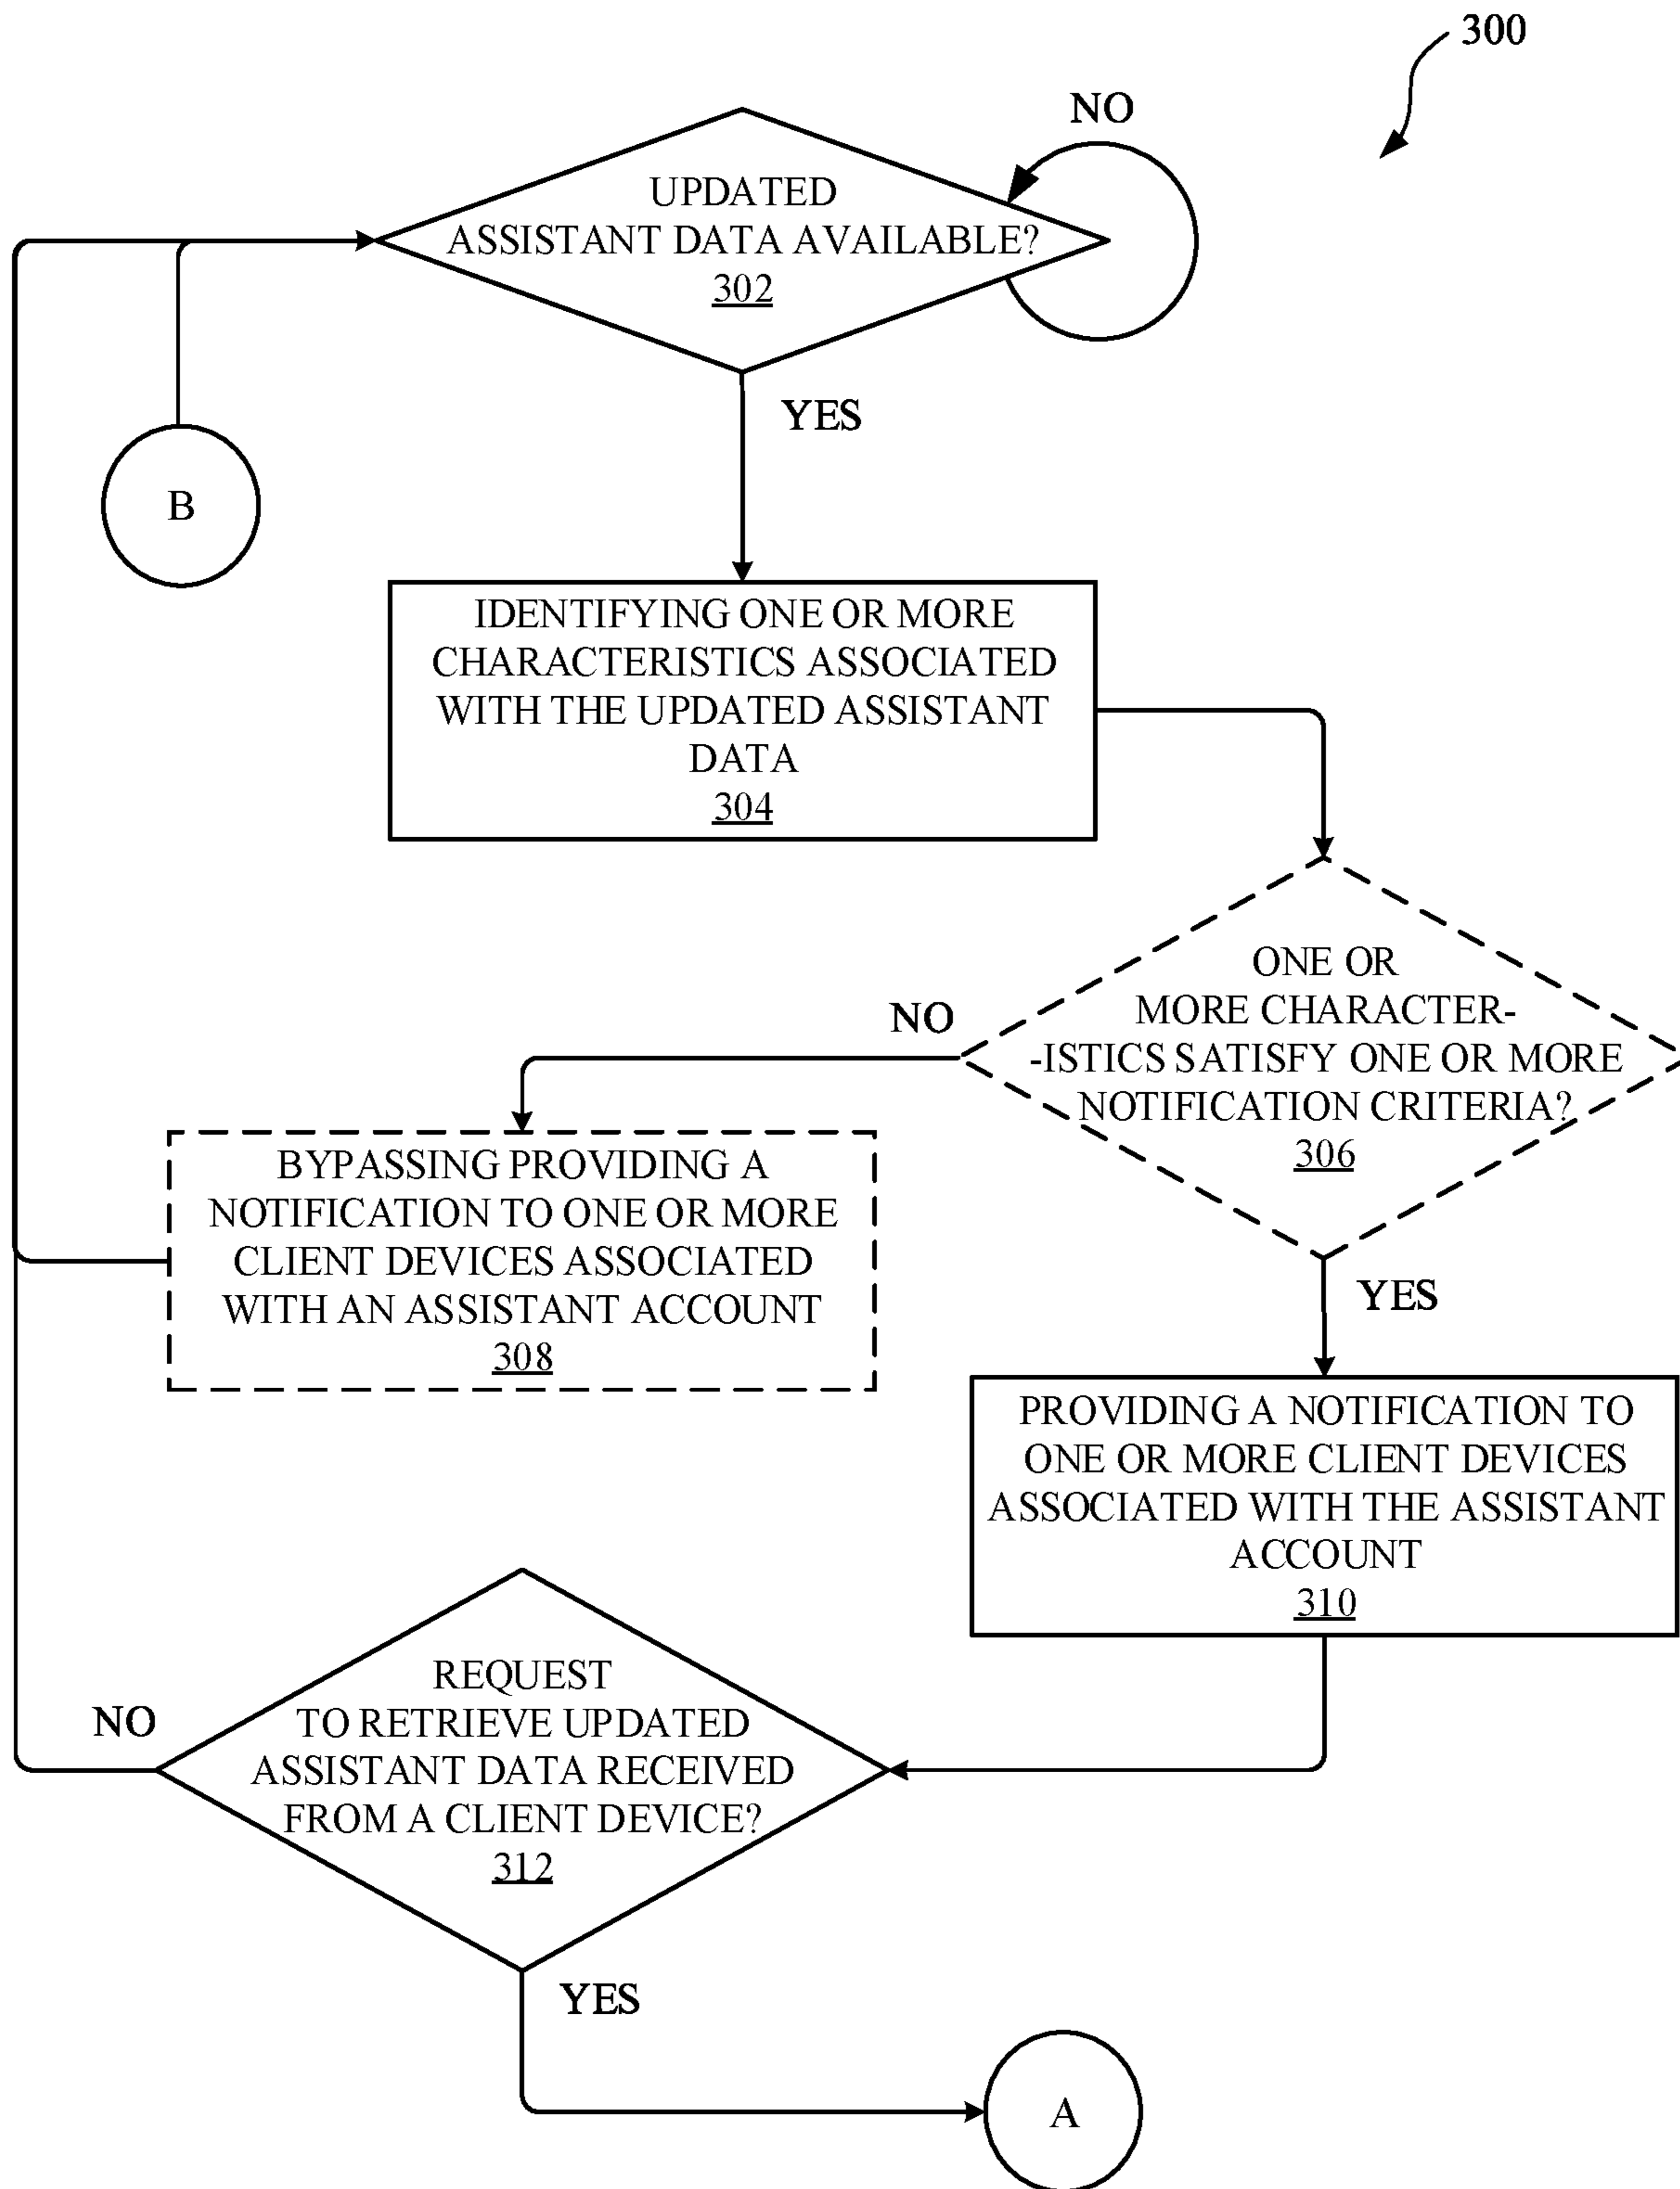 300
NO
UPDATED
ASSISTANT DATA AVAILABLE?
302
YES
B
IDENTIFYING ONE OR MORE
CHARACTERISTICS ASSOCIATED
WITH THE UPDATED ASSISTANT
DATA
304
ONE OR
MORE CHARACTER-
-ISTICS SATISFY ONE OR MORE
NOTIFICATION CRITERIA?
306
NO
BYPASSING PROVIDING A
NOTIFICATION TO ONE OR MORE
CLIENT DEVICES ASSOCIATED
WITH AN ASSISTANT ACCOUNT
308
YES
PROVIDING A NOTIFICATION TO
ONE OR MORE CLIENT DEVICES
ASSOCIATED WITH THE ASSISTANT
ACCOUNT
310
REQUEST
TO RETRIEVE UPDATED
ASSISTANT DATA RECEIVED
FROM A CLIENT DEVICE?
312
NO
YES
A